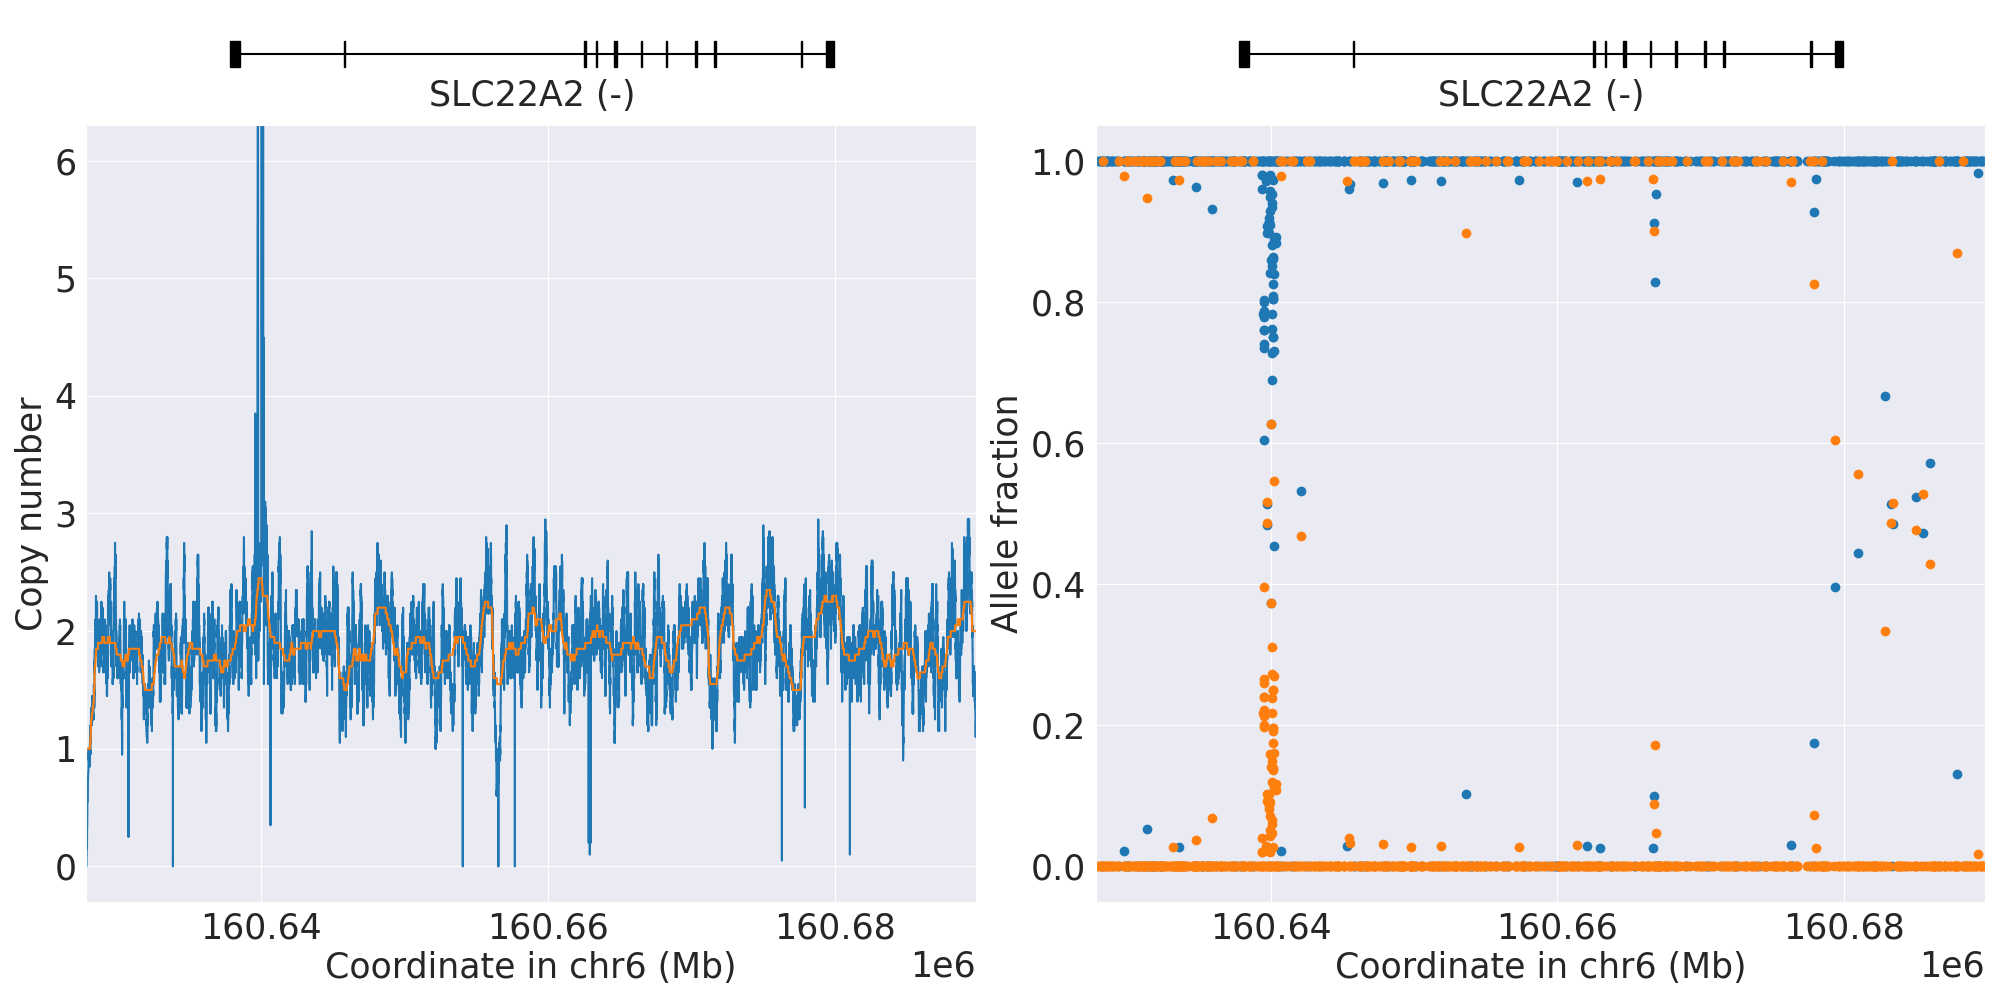 SLC22A2 (-)
Copy number
6
5
4
3
2
1
0
160.64
160.66
160.68
Coordinate in chr6 (Mb)
1e6
SLC22A2 (-)
Allele fraction
1.0
0.8
0.6
0.4
0.2
0.0
160.64
160.66
160.68
Coordinate in chr6 (Mb)
1e6